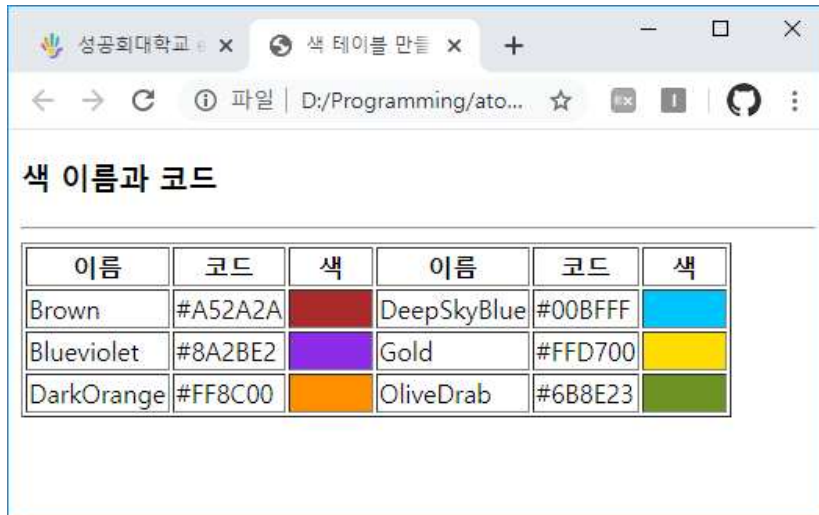 성공회대학교
색 테이블 만들
파일 D:/Programming/ato...
색 이름과 코드
이름 코드 색 이름 코드 색
Brown #A52A2A DeepSkyBlue #00BFFF
Blueviolet #8A2BE2 Gold #FFD700
DarkOrange #FF8C00 OliveDrab #6B8E23